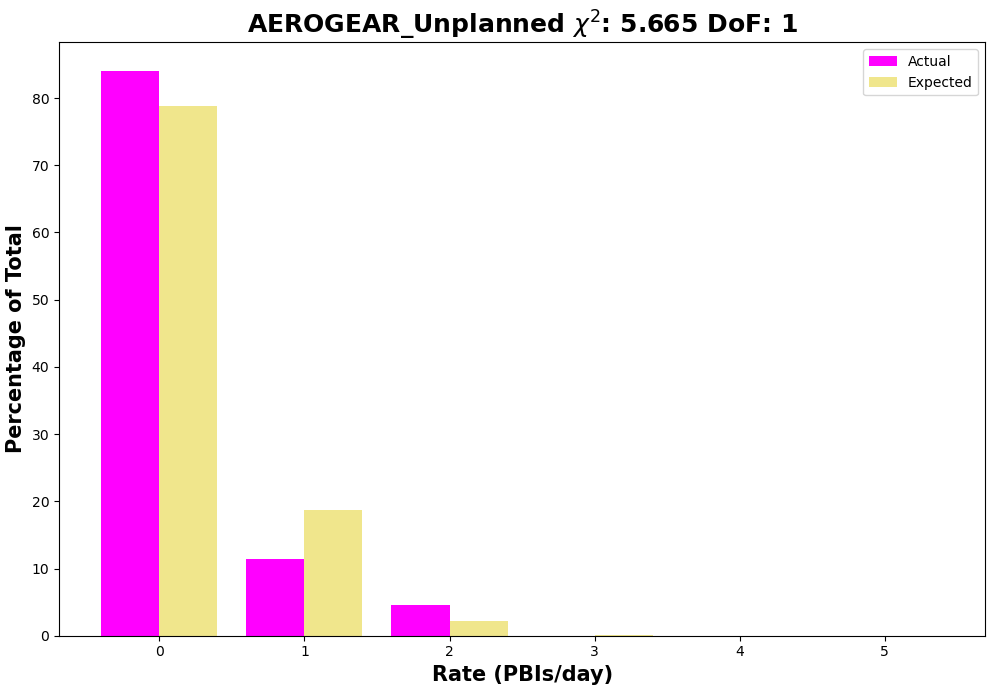 AEROGEAR_Unplanned χ²: 5.665 DoF: 1
Actual
Expected
Percentage of Total
80
70
60
50
40
30
20
10
0
0 1 2 3 4 5
Rate (PBIs/day)